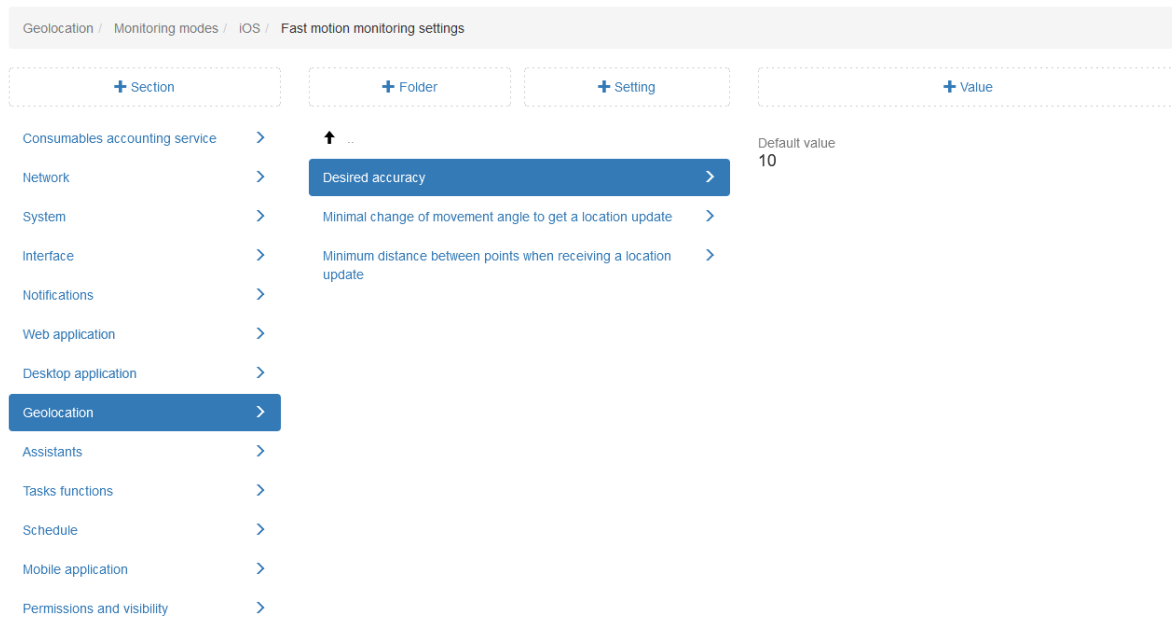 Geolocation / Monitoring modes / iOS / Fast motion monitoring settings
+ Section
+ Folder
+ Setting
+ Value
Consumables accounting service
Network
System
Interface
Notifications
Web application
Desktop application
Geolocation
Assistants
Tasks functions
Schedule
Mobile application
Permissions and visibility
..
Desired accuracy
Minimal change of movement angle to get a location update
Minimum distance between points when receiving a location
update
Default value
10